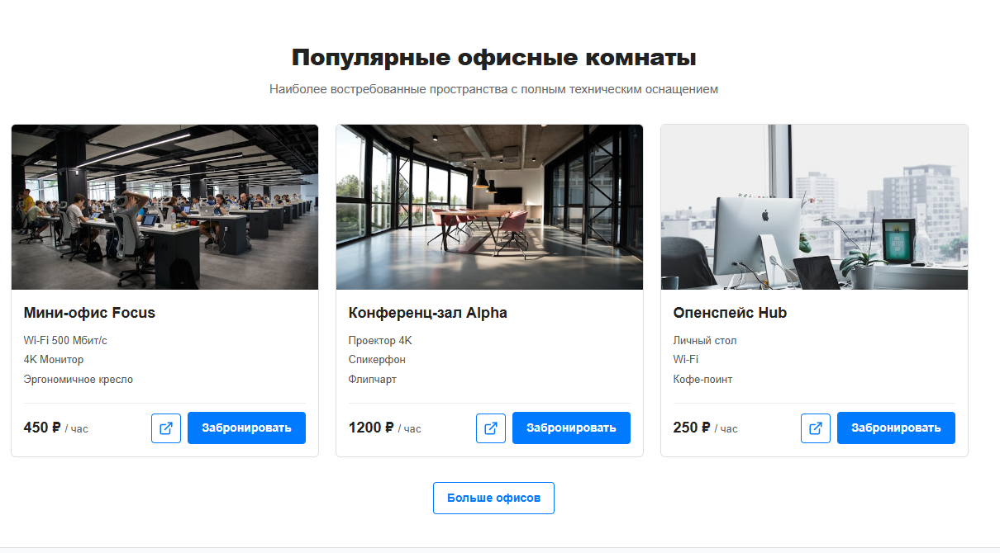 Популярные офисные комнаты
Наиболее востребованные пространства с полным техническим оснащением
Мини-офис Focus
Wi-Fi 500 Мбит/с
4K Монитор
Эргономичное кресло
450 ₽ / час
Забронировать
Конференц-зал Alpha
Проектор 4K
Спикерфон
Флипчарт
1200 ₽ / час
Забронировать
Опенспейс Hub
Личный стол
Wi-Fi
Кофе-поинт
250 ₽ / час
Забронировать
Больше офисов